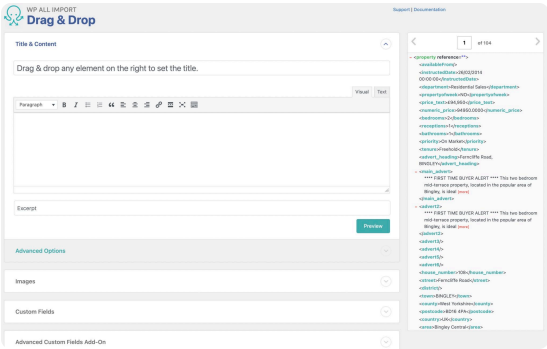 WP ALL IMPORT
Drag & Drop
Support | Documentation
Title & Content
Drag & drop any element on the right to set the title.
Visual Text
Paragraph B I
Excerpt
Preview
Advanced Options
Images
Custom Fields
Advanced Custom Fields Add-On
1 of 104
<property reference="">
<availableFrom/>
<instructedDate>26/02/2014
00:00:00</instructedDate>
<department>Residential Sales</department>
<propertyofweek>NO</propertyofweek>
<price_text>£94,950</price_text>
<numeric_price>94950.0000</numeric_price>
<bedrooms>2</bedrooms>
<receptions>1</receptions>
<bathrooms>1</bathrooms>
<priority>On Market</priority>
<tenure>Freehold</tenure>
<advert_heading>Ferncliffe Road,
BINGLEY</advert_heading>
<main_advert>
**** FIRST TIME BUYER ALERT **** This two bedroom
mid-terrace property, located in the popular area of
Bingley, is ideal [more]
</main_advert>
<advert2>
**** FIRST TIME BUYER ALERT **** This two bedroom
mid-terrace property, located in the popular area of
Bingley, is ideal [more]
</advert2>
<advert3/>
<advert4/>
<advert5/>
<advert6/>
<house_number>109</house_number>
<street>Ferncliffe Road</street>
<district/>
<town>BINGLEY</town>
<county>West Yorkshire</county>
<postcode>BD16 4PA</postcode>
<country>UK</country>
<area>Bingley Central</area>